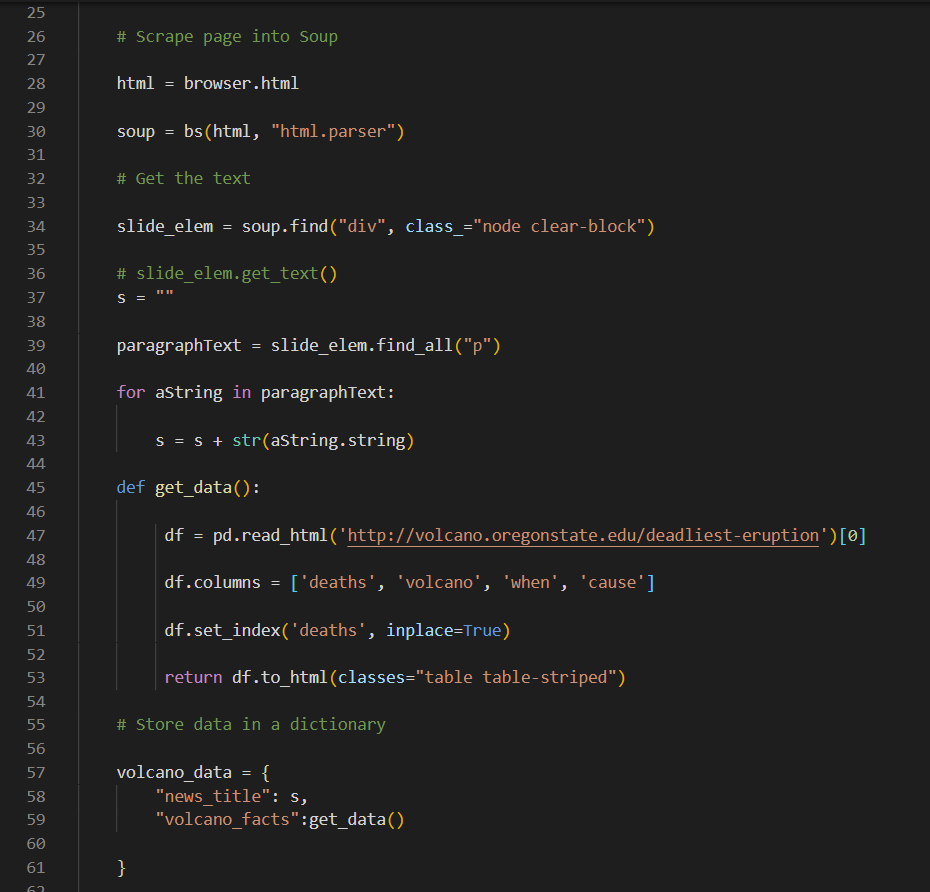 25
26 # Scrape page into Soup
27
28 html = browser.html
29
30 soup = bs(html, "html.parser")
31
32 # Get the text
33
34 slide_elem = soup.find("div", class_="node clear-block")
35
36 # slide_elem.get_text()
37 s = ""
38
39 paragraphText = slide_elem.find_all("p")
40
41 for aString in paragraphText:
42
43     s = s + str(aString.string)
44
45 def get_data():
46
47      df = pd.read_html('http://volcano.oregonstate.edu/deadliest-eruption')[0]
48
49      df.columns = ['deaths', 'volcano', 'when', 'cause']
50
51      df.set_index('deaths', inplace=True)
52
53      return df.to_html(classes="table table-striped")
54
55 # Store data in a dictionary
56
57 volcano_data = {
58     "news_title": s,
59     "volcano_facts":get_data()
60
61 }
62